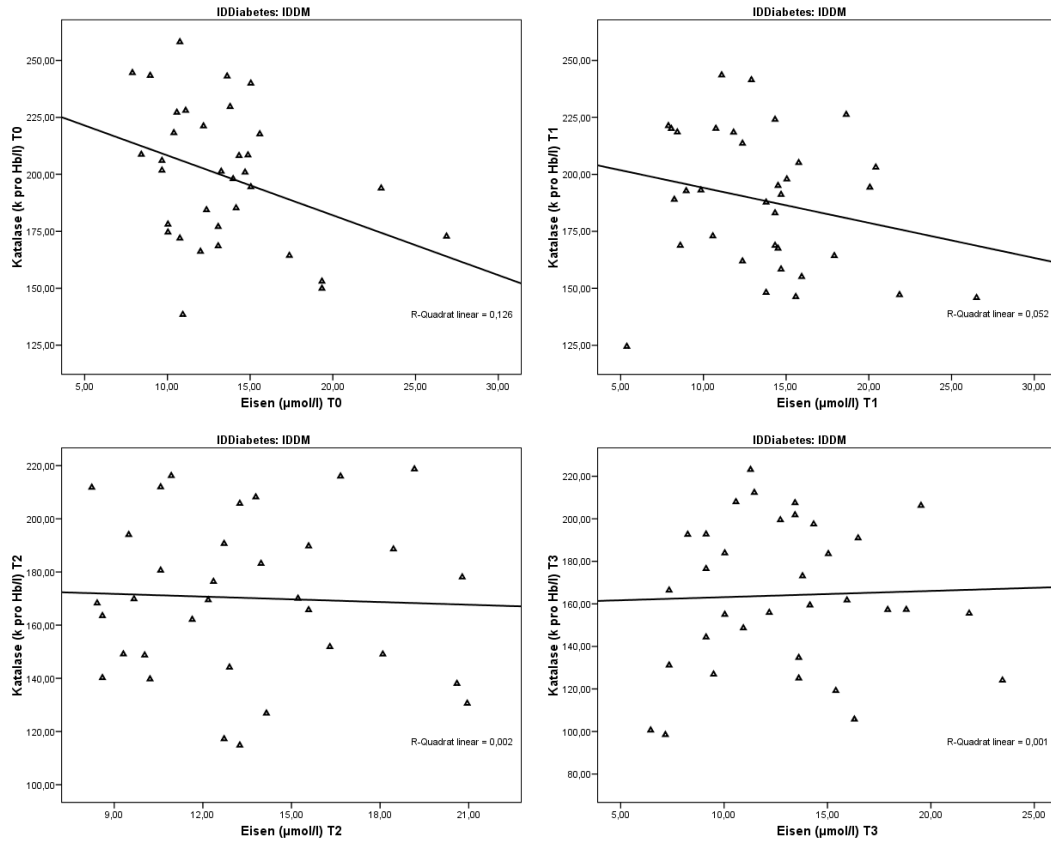 IDDiabetes: IDDM
Katalase (k pro Hb/l) T0
250,00
225,00
200,00
175,00
150,00
125,00
R-Quadrat linear = 0,126
5,00 10,00 15,00 20,00 25,00 30,00
Eisen (µmol/l) T0
IDDiabetes: IDDM
Katalase (k pro Hb/l) T1
250,00
225,00
200,00
175,00
150,00
125,00
R-Quadrat linear = 0,052
5,00 10,00 15,00 20,00 25,00 30,00
Eisen (µmol/l) T1
IDDiabetes: IDDM
Katalase (k pro Hb/l) T2
220,00
200,00
180,00
160,00
140,00
120,00
100,00
R-Quadrat linear = 0,002
9,00 12,00 15,00 18,00 21,00
Eisen (µmol/l) T2
IDDiabetes: IDDM
Katalase (k pro Hb/l) T3
220,00
200,00
180,00
160,00
140,00
120,00
100,00
80,00
R-Quadrat linear = 0,001
5,00 10,00 15,00 20,00 25,00
Eisen (µmol/l) T3